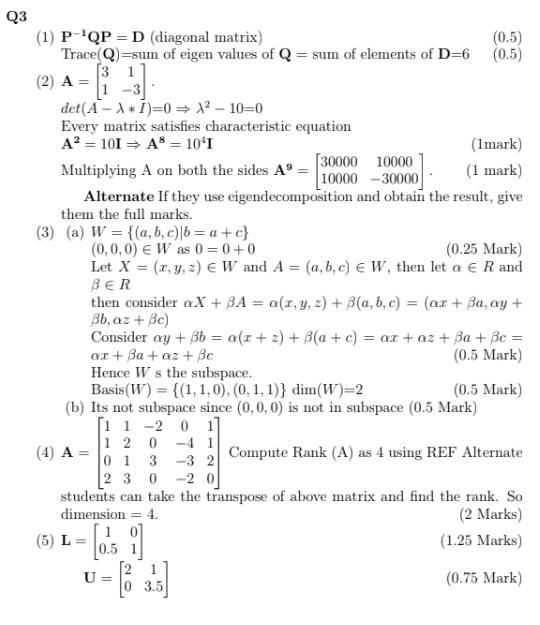 Q3
(1) P⁻¹QP = D (diagonal matrix) (0.5)
Trace(Q)=sum of eigen values of Q = sum of elements of D=6 (0.5)
(2) A = [3 1; 1 −3].
det(A − λ * I)=0 ⇒ λ² − 10=0
Every matrix satisfies characteristic equation
A² = 10I ⇒ A⁸ = 10⁴I (1mark)
Multiplying A on both the sides A⁹ = [30000 10000; 10000 −30000]. (1 mark)
Alternate If they use eigendecomposition and obtain the result, give
them the full marks.
(3) (a) W = {(a, b, c)|b = a + c}
(0, 0, 0) ∈ W as 0 = 0 + 0 (0.25 Mark)
Let X = (x, y, z) ∈ W and A = (a, b, c) ∈ W, then let α ∈ R and
β ∈ R
then consider αX + βA = α(x, y, z) + β(a, b, c) = (αx + βa, αy +
βb, αz + βc)
Consider αy + βb = α(x + z) + β(a + c) = αx + αz + βa + βc =
αx + βa + αz + βc (0.5 Mark)
Hence W s the subspace.
Basis(W) = {(1, 1, 0), (0, 1, 1)} dim(W)=2 (0.5 Mark)
(b) Its not subspace since (0, 0, 0) is not in subspace (0.5 Mark)
(4) A = [1 1 −2 0 1; 1 2 0 −4 1; 0 1 3 −3 2; 2 3 0 −2 0] Compute Rank (A) as 4 using REF Alternate
students can take the transpose of above matrix and find the rank. So
dimension = 4. (2 Marks)
(5) L = [1 0; 0.5 1] (1.25 Marks)
U = [2 1; 0 3.5] (0.75 Mark)